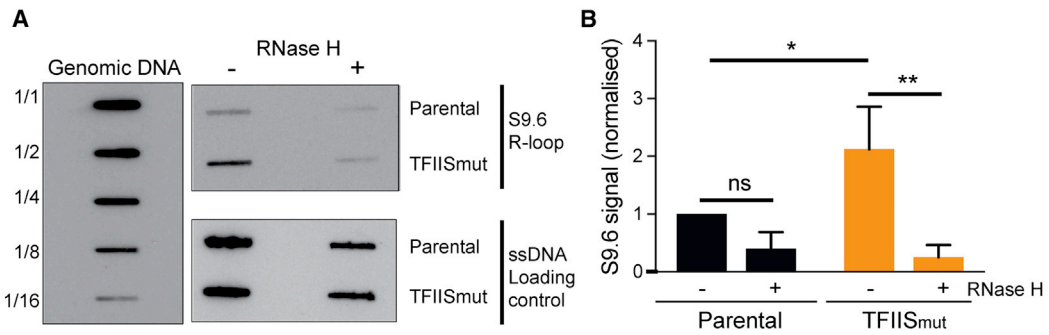 A
RNase H
Genomic DNA
- +
1/1
1/2
1/4
1/8
1/16
Parental
TFIISmut
S9.6
R-loop
Parental
TFIISmut
ssDNA
Loading
control
B
S9.6 signal (normalised)
4
3
2
1
0
*
**
ns
- + - + RNase H
Parental TFIISmut